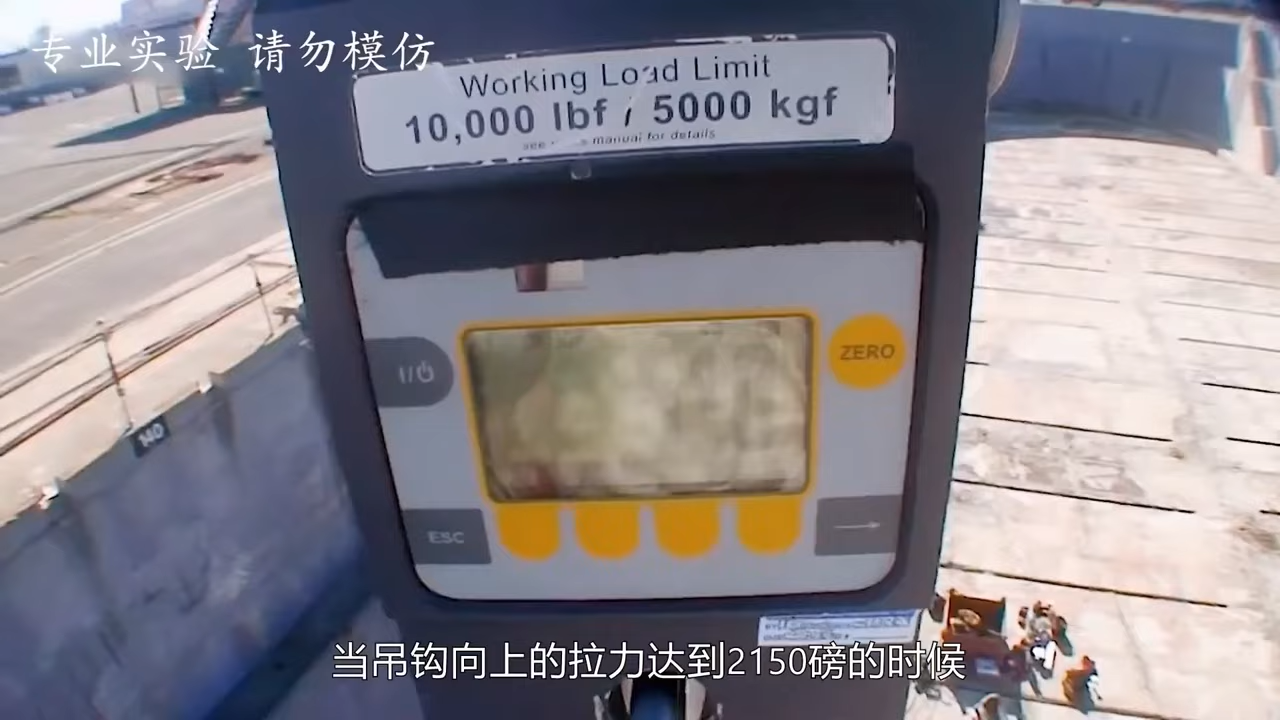 专业实验 请勿模仿
Working Load Limit
10,000 lbf / 5000 kgf
manual for details
I/⏻
ZERO
140
ESC
当吊钩向上的拉力达到2150磅的时候